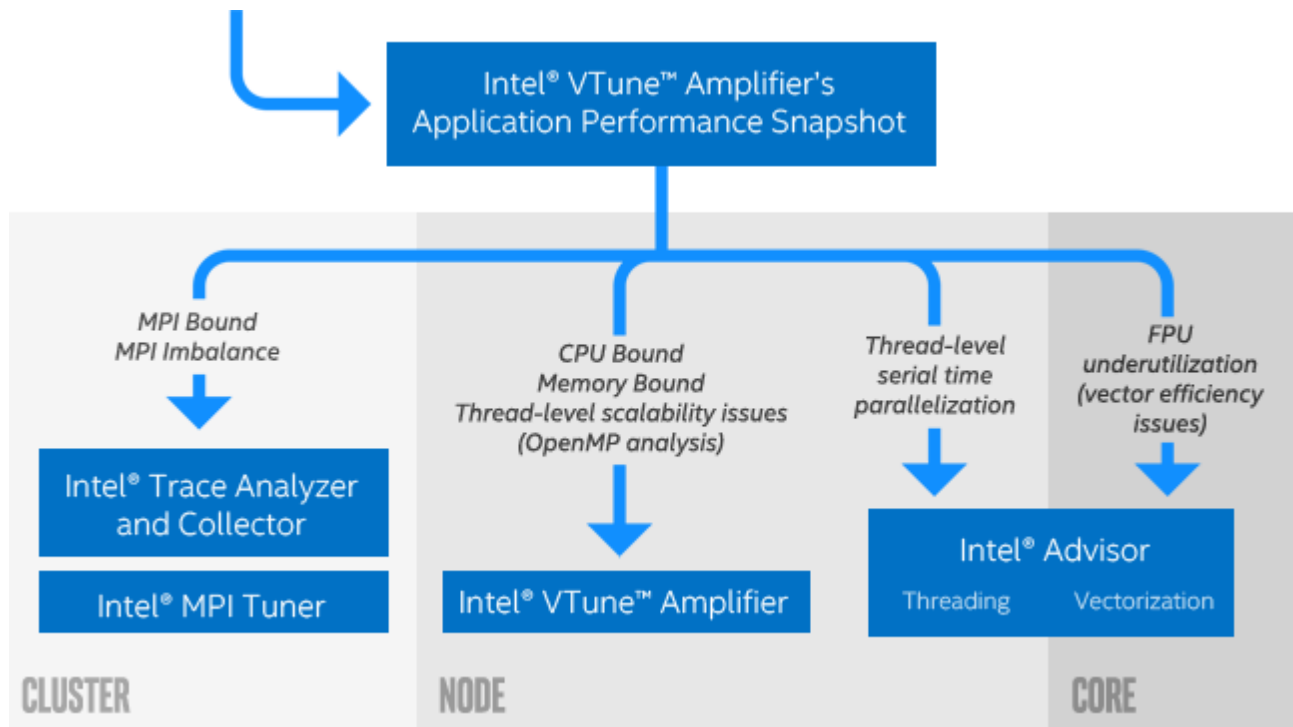 Intel® VTune™ Amplifier's
Application Performance Snapshot
MPI Bound
MPI Imbalance
CPU Bound
Memory Bound
Thread-level scalability issues
(OpenMP analysis)
Thread-level
serial time
parallelization
FPU
underutilization
(vector efficiency
issues)
Intel® Trace Analyzer
and Collector
Intel® MPI Tuner
Intel® VTune™ Amplifier
Intel® Advisor
Threading Vectorization
CLUSTER
NODE
CORE